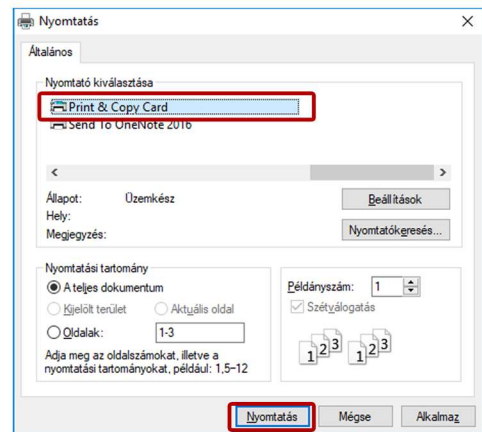 Nyomtatás
Általános
Nyomtató kiválasztása
Print & Copy Card
Send To OneNote 2016
Állapot: Üzemkész
Beállítások
Hely:
Megjegyzés:
Nyomtatókeresés...
Nyomtatási tartomány
A teljes dokumentum
Kijelölt terület Aktuális oldal
Oldalak: 1-3
Adja meg az oldalszámokat, illetve a
nyomtatási tartományokat, például: 1,5–12
Példányszám: 1
Szétválogatás
1 2 3 1 2 3
Nyomtatás Mégse Alkalmaz